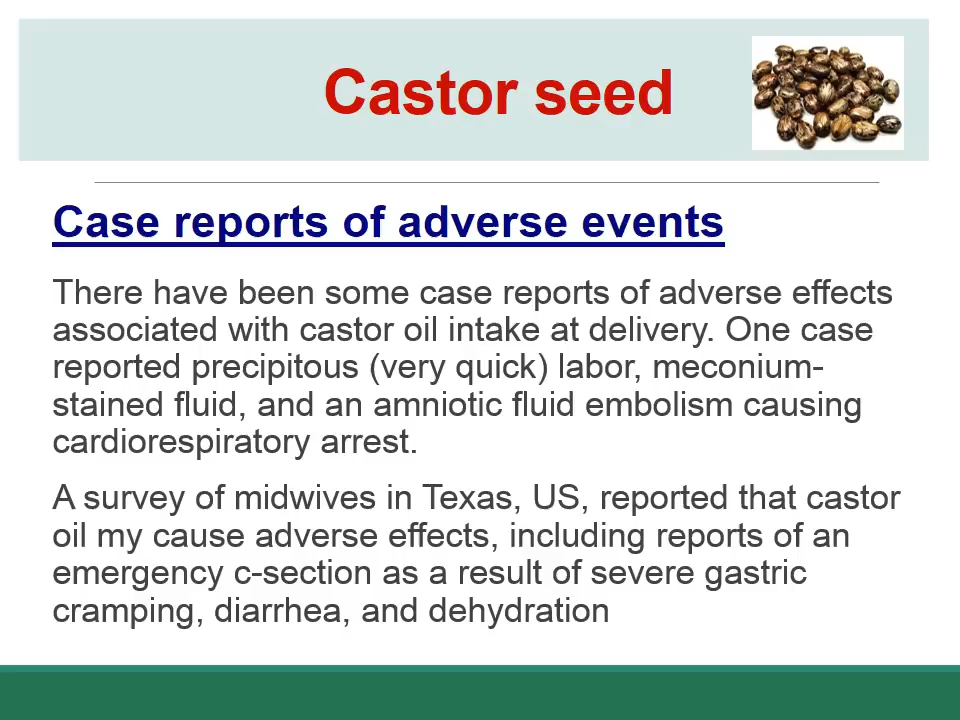 Castor seed
Case reports of adverse events
There have been some case reports of adverse effects
associated with castor oil intake at delivery. One case
reported precipitous (very quick) labor, meconium-
stained fluid, and an amniotic fluid embolism causing
cardiorespiratory arrest.
A survey of midwives in Texas, US, reported that castor
oil my cause adverse effects, including reports of an
emergency c-section as a result of severe gastric
cramping, diarrhea, and dehydration